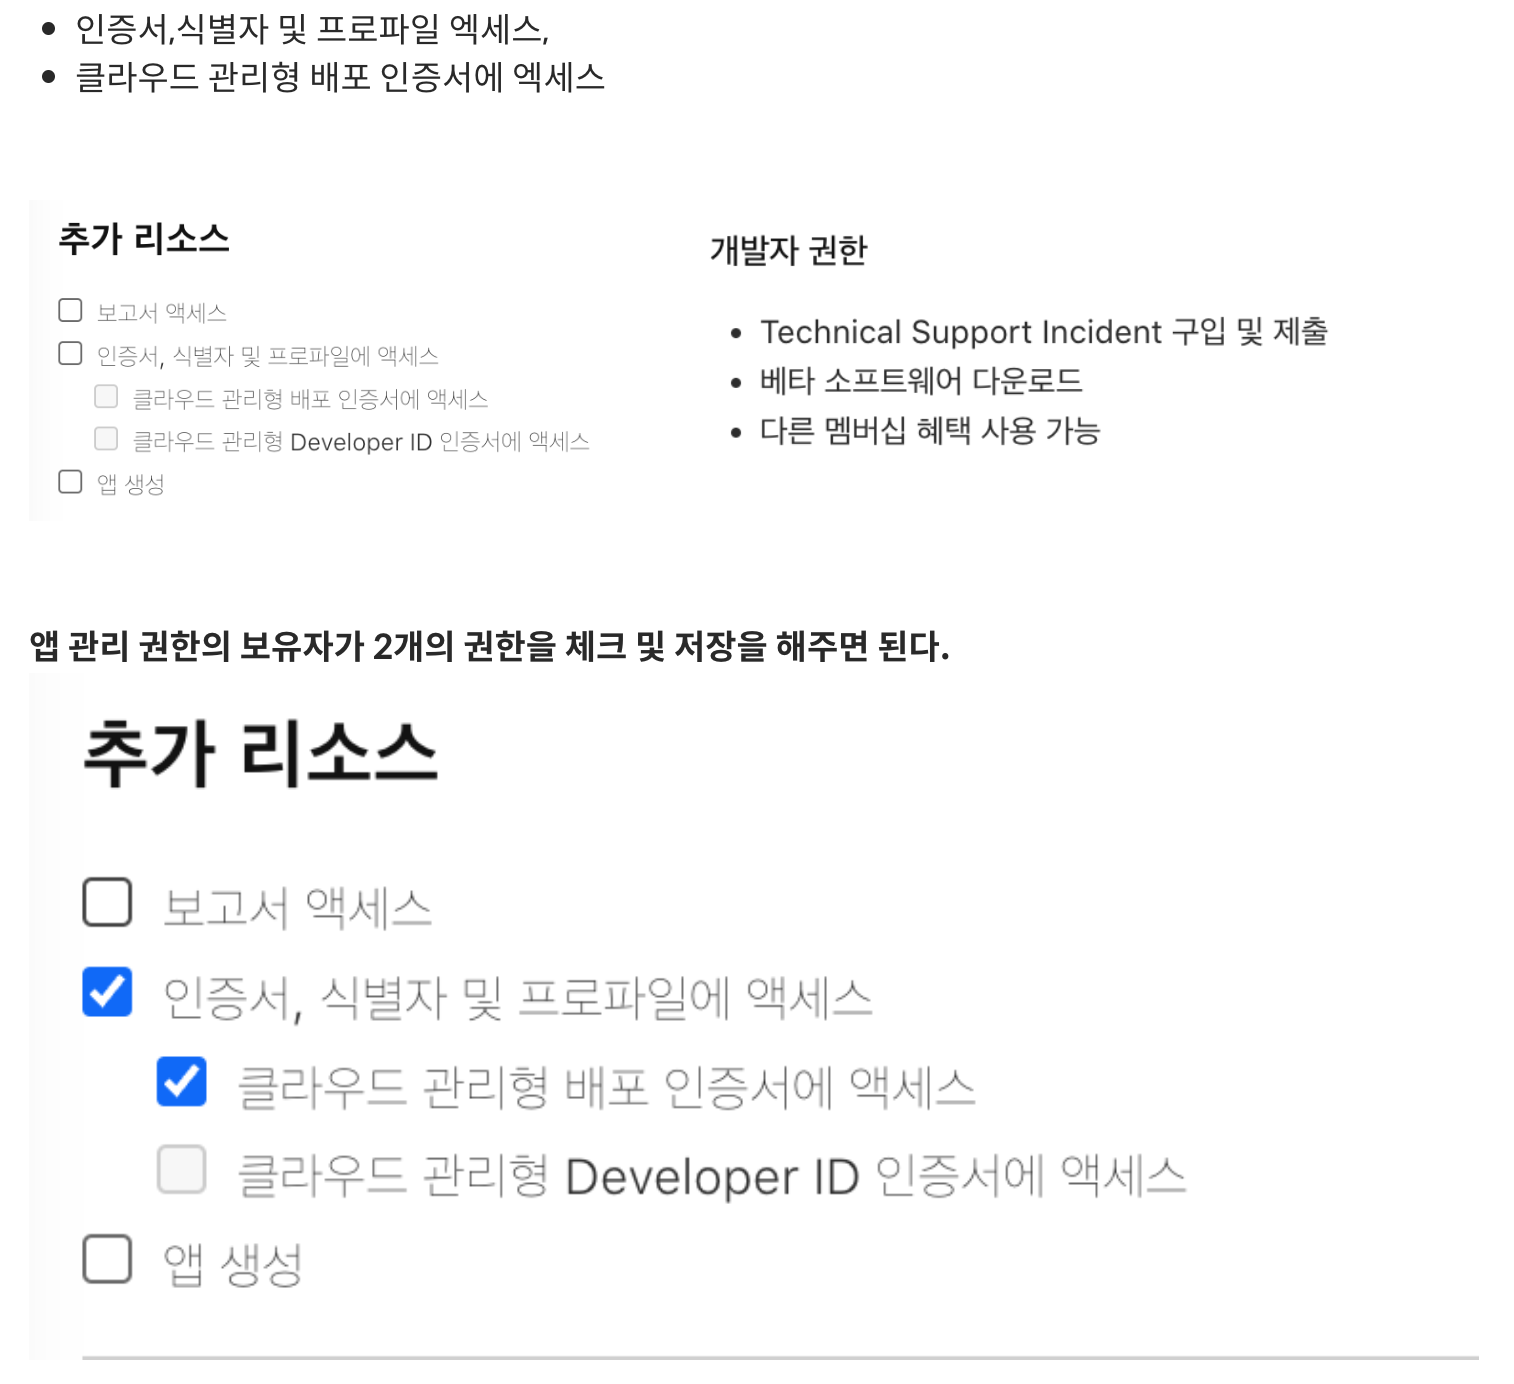 인증서,식별자 및 프로파일 엑세스,
클라우드 관리형 배포 인증서에 엑세스
추가 리소스
보고서 액세스
인증서, 식별자 및 프로파일에 액세스
클라우드 관리형 배포 인증서에 액세스
클라우드 관리형 Developer ID 인증서에 액세스
앱 생성
개발자 권한
Technical Support Incident 구입 및 제출
베타 소프트웨어 다운로드
다른 멤버십 혜택 사용 가능
앱 관리 권한의 보유자가 2개의 권한을 체크 및 저장을 해주면 된다.
추가 리소스
보고서 액세스
인증서, 식별자 및 프로파일에 액세스
클라우드 관리형 배포 인증서에 액세스
클라우드 관리형 Developer ID 인증서에 액세스
앱 생성